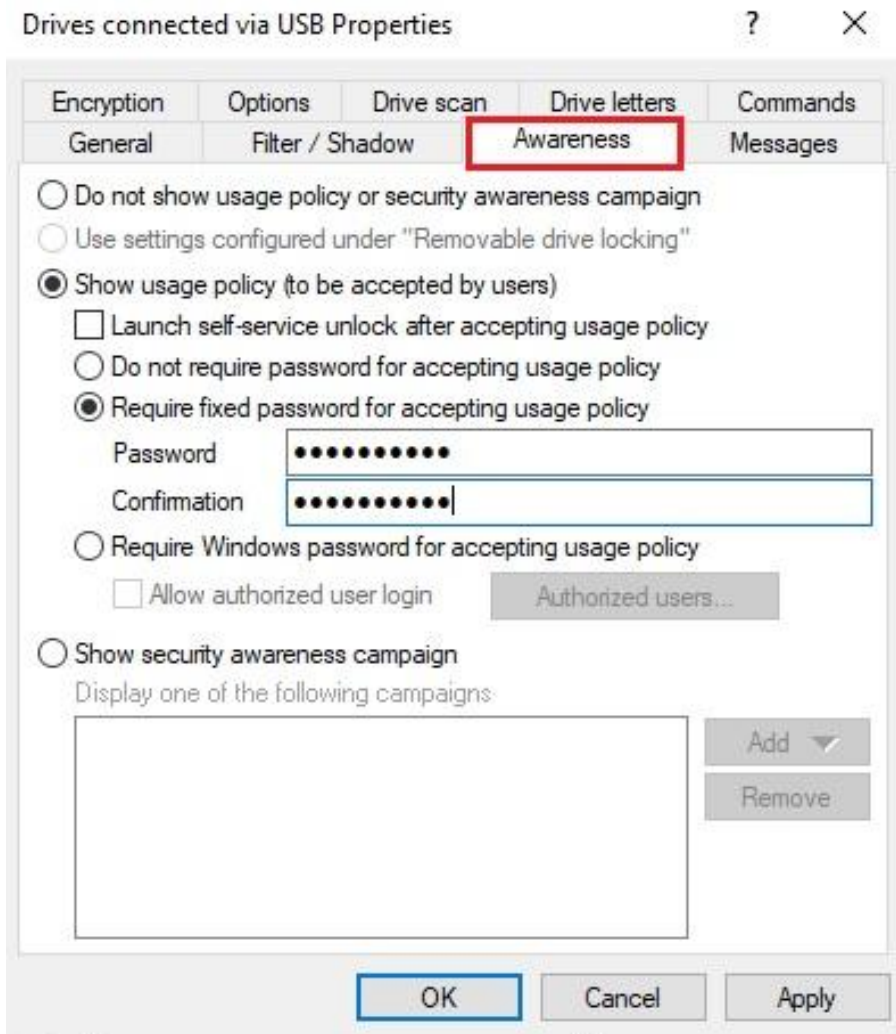 Drives connected via USB Properties ? ×
Encryption Options Drive scan Drive letters Commands
General Filter / Shadow Awareness Messages
Do not show usage policy or security awareness campaign
Use settings configured under "Removable drive locking"
Show usage policy (to be accepted by users)
Launch self-service unlock after accepting usage policy
Do not require password for accepting usage policy
Require fixed password for accepting usage policy
Password ●●●●●●●●●●
Confirmation ●●●●●●●●●●
Require Windows password for accepting usage policy
Allow authorized user login Authorized users...
Show security awareness campaign
Display one of the following campaigns
Add
Remove
OK Cancel Apply